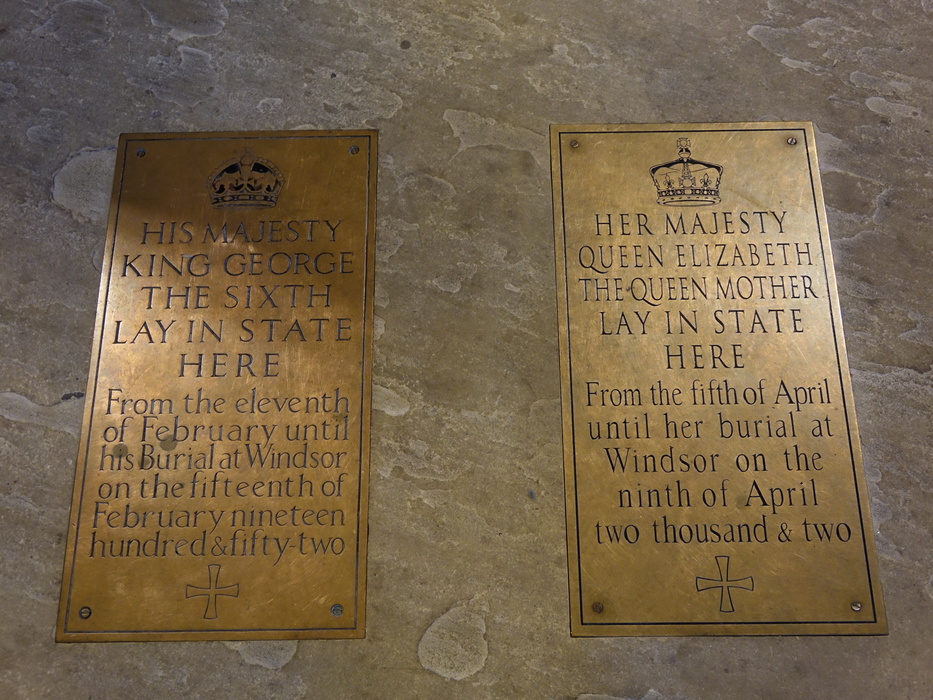 HIS MAJESTY
KING GEORGE
THE SIXTH
LAY IN STATE
HERE
From the eleventh
of February until
his Burial at Windsor
on the fifteenth of
February nineteen
hundred & fifty-two
HER MAJESTY
QUEEN ELIZABETH
THE QUEEN MOTHER
LAY IN STATE
HERE
From the fifth of April
until her burial at
Windsor on the
ninth of April
two thousand & two